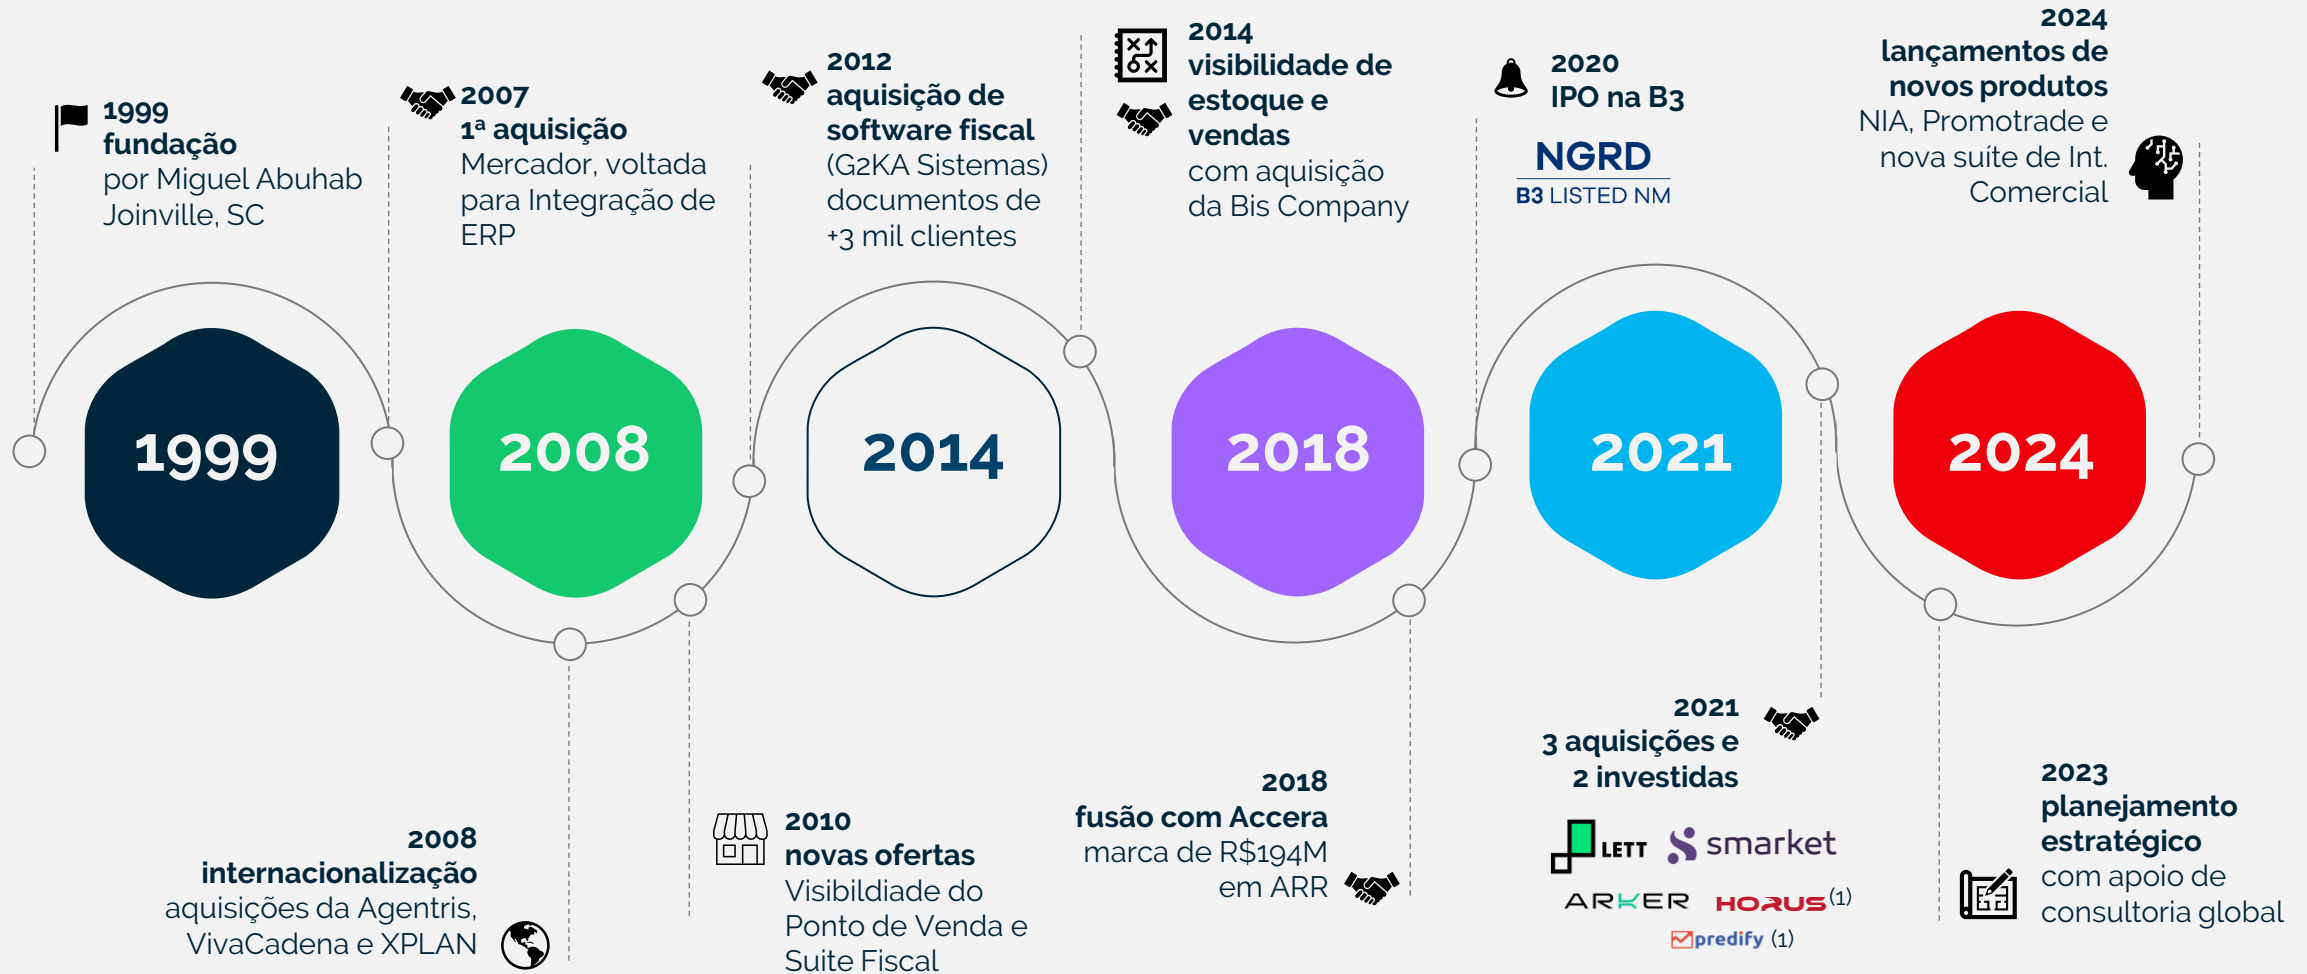 1999
fundação
por Miguel Abuhab
Joinville, SC
2007
1ª aquisição
Mercador, voltada
para Integração de
ERP
2012
aquisição de
software fiscal
(G2KA Sistemas)
documentos de
+3 mil clientes
2014
visibilidade de
estoque e
vendas
com aquisição
da Bis Company
2020
IPO na B3
NGRD
B3 LISTED NM
2024
lançamentos de
novos produtos
NIA, Promotrade e
nova suíte de Int.
Comercial
1999
2008
2014
2018
2021
2024
2008
internacionalização
aquisições da Agentris,
VivaCadena e XPLAN
2010
novas ofertas
Visibildiade do
Ponto de Venda e
Suite Fiscal
2018
fusão com Accera
marca de R$194M
em ARR
2021
3 aquisições e
2 investidas
LETT
smarket
ARKER
HORUS (1)
predify (1)
2023
planejamento
estratégico
com apoio de
consultoria global